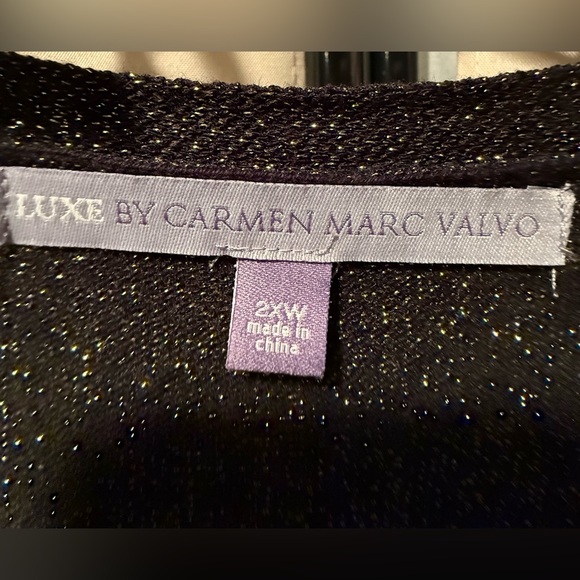 LUXE BY CARMEN MARC VALVO
2XW
made in
china